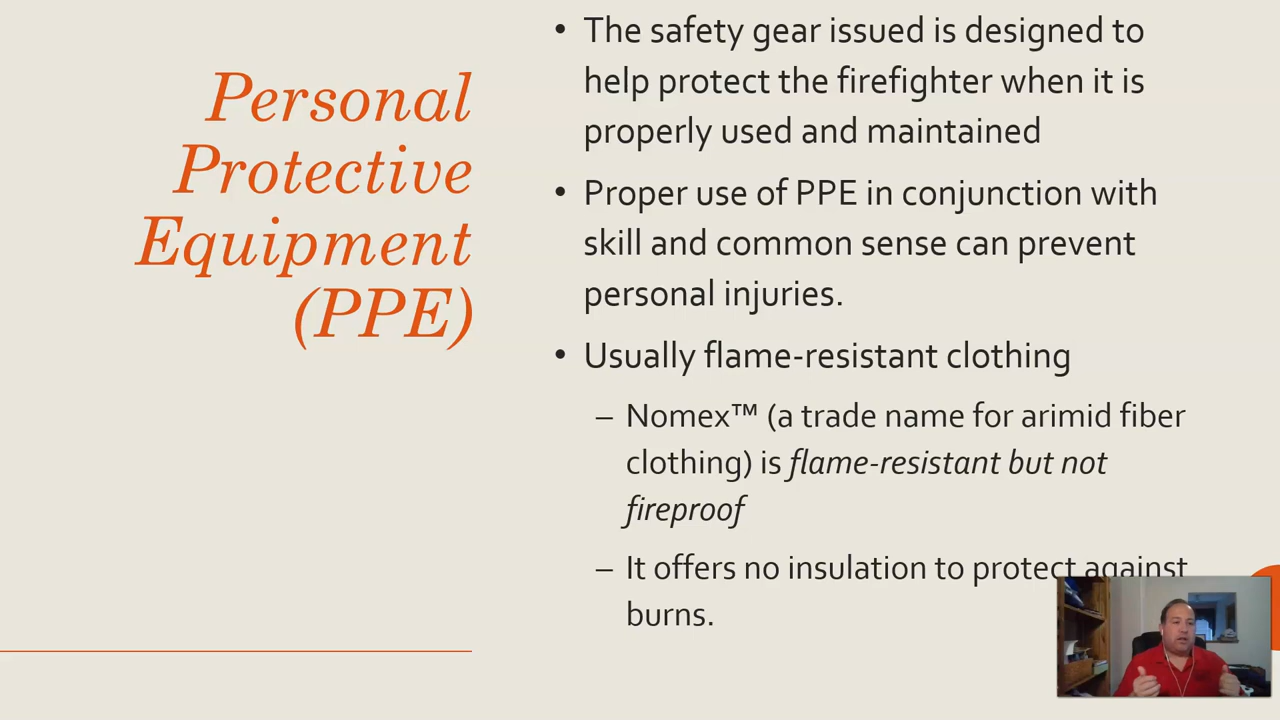 Personal
Protective
Equipment
(PPE)
• The safety gear issued is designed to
help protect the firefighter when it is
properly used and maintained
• Proper use of PPE in conjunction with
skill and common sense can prevent
personal injuries.
• Usually flame-resistant clothing
– Nomex™ (a trade name for arimid fiber
clothing) is flame-resistant but not
fireproof
– It offers no insulation to protect against
burns.